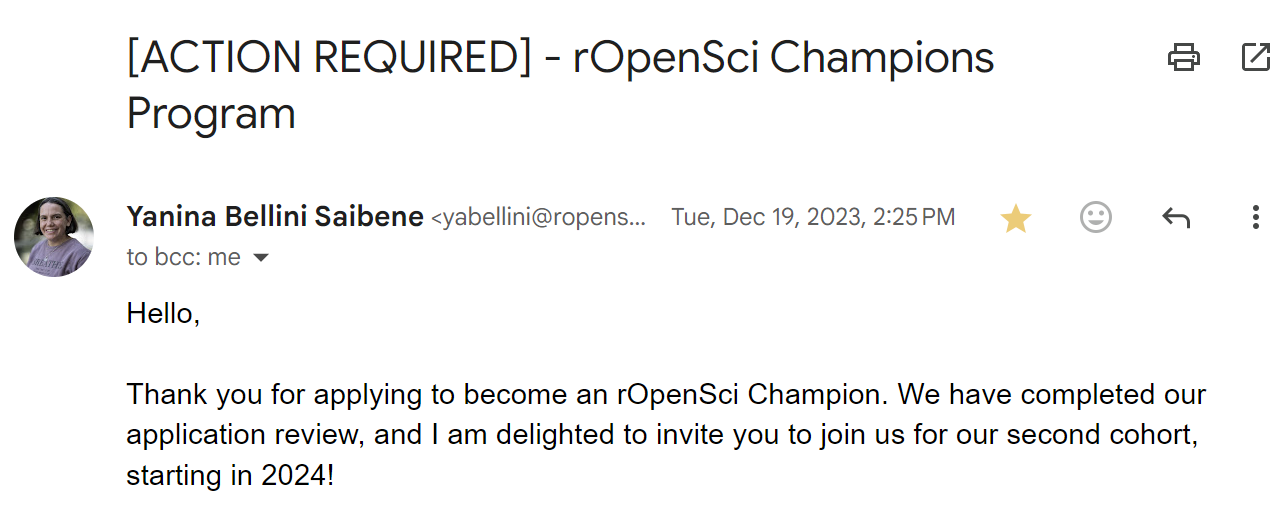 [ACTION REQUIRED] - rOpenSci Champions
Program
Yanina Bellini Saibene <yabellini@ropens... Tue, Dec 19, 2023, 2:25 PM
to bcc: me
Hello,
Thank you for applying to become an rOpenSci Champion. We have completed our
application review, and I am delighted to invite you to join us for our second cohort,
starting in 2024!